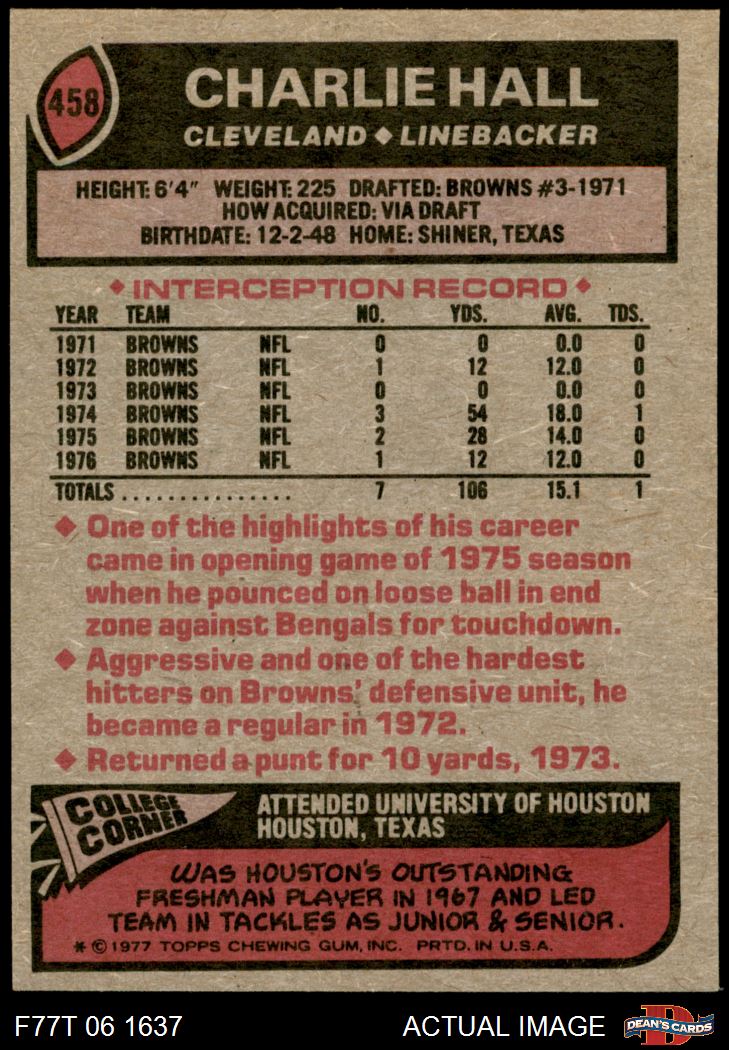 458
CHARLIE HALL
CLEVELAND ◆ LINEBACKER
HEIGHT: 6'4" WEIGHT: 225 DRAFTED: BROWNS #3-1971
HOW ACQUIRED: VIA DRAFT
BIRTHDATE: 12-2-48 HOME: SHINER, TEXAS
◆ INTERCEPTION RECORD ◆
YEAR TEAM NO. YDS. AVG. TDS.
1971 BROWNS NFL 0 0 0.0 0
1972 BROWNS NFL 1 12 12.0 0
1973 BROWNS NFL 0 0 0.0 0
1974 BROWNS NFL 3 54 18.0 1
1975 BROWNS NFL 2 28 14.0 0
1976 BROWNS NFL 1 12 12.0 0
TOTALS ................ 7 106 15.1 1
◆ One of the highlights of his career
came in opening game of 1975 season
when he pounced on loose ball in end
zone against Bengals for touchdown.
◆ Aggressive and one of the hardest
hitters on Browns' defensive unit, he
became a regular in 1972.
◆ Returned a punt for 10 yards, 1973.
COLLEGE
CORNER
ATTENDED UNIVERSITY OF HOUSTON
HOUSTON, TEXAS
WAS HOUSTON'S OUTSTANDING
FRESHMAN PLAYER IN 1967 AND LED
TEAM IN TACKLES AS JUNIOR & SENIOR.
* © 1977 TOPPS CHEWING GUM, INC. PRTD. IN U.S.A.
F77T 06 1637 ACTUAL IMAGE
D
DEAN'S CARDS